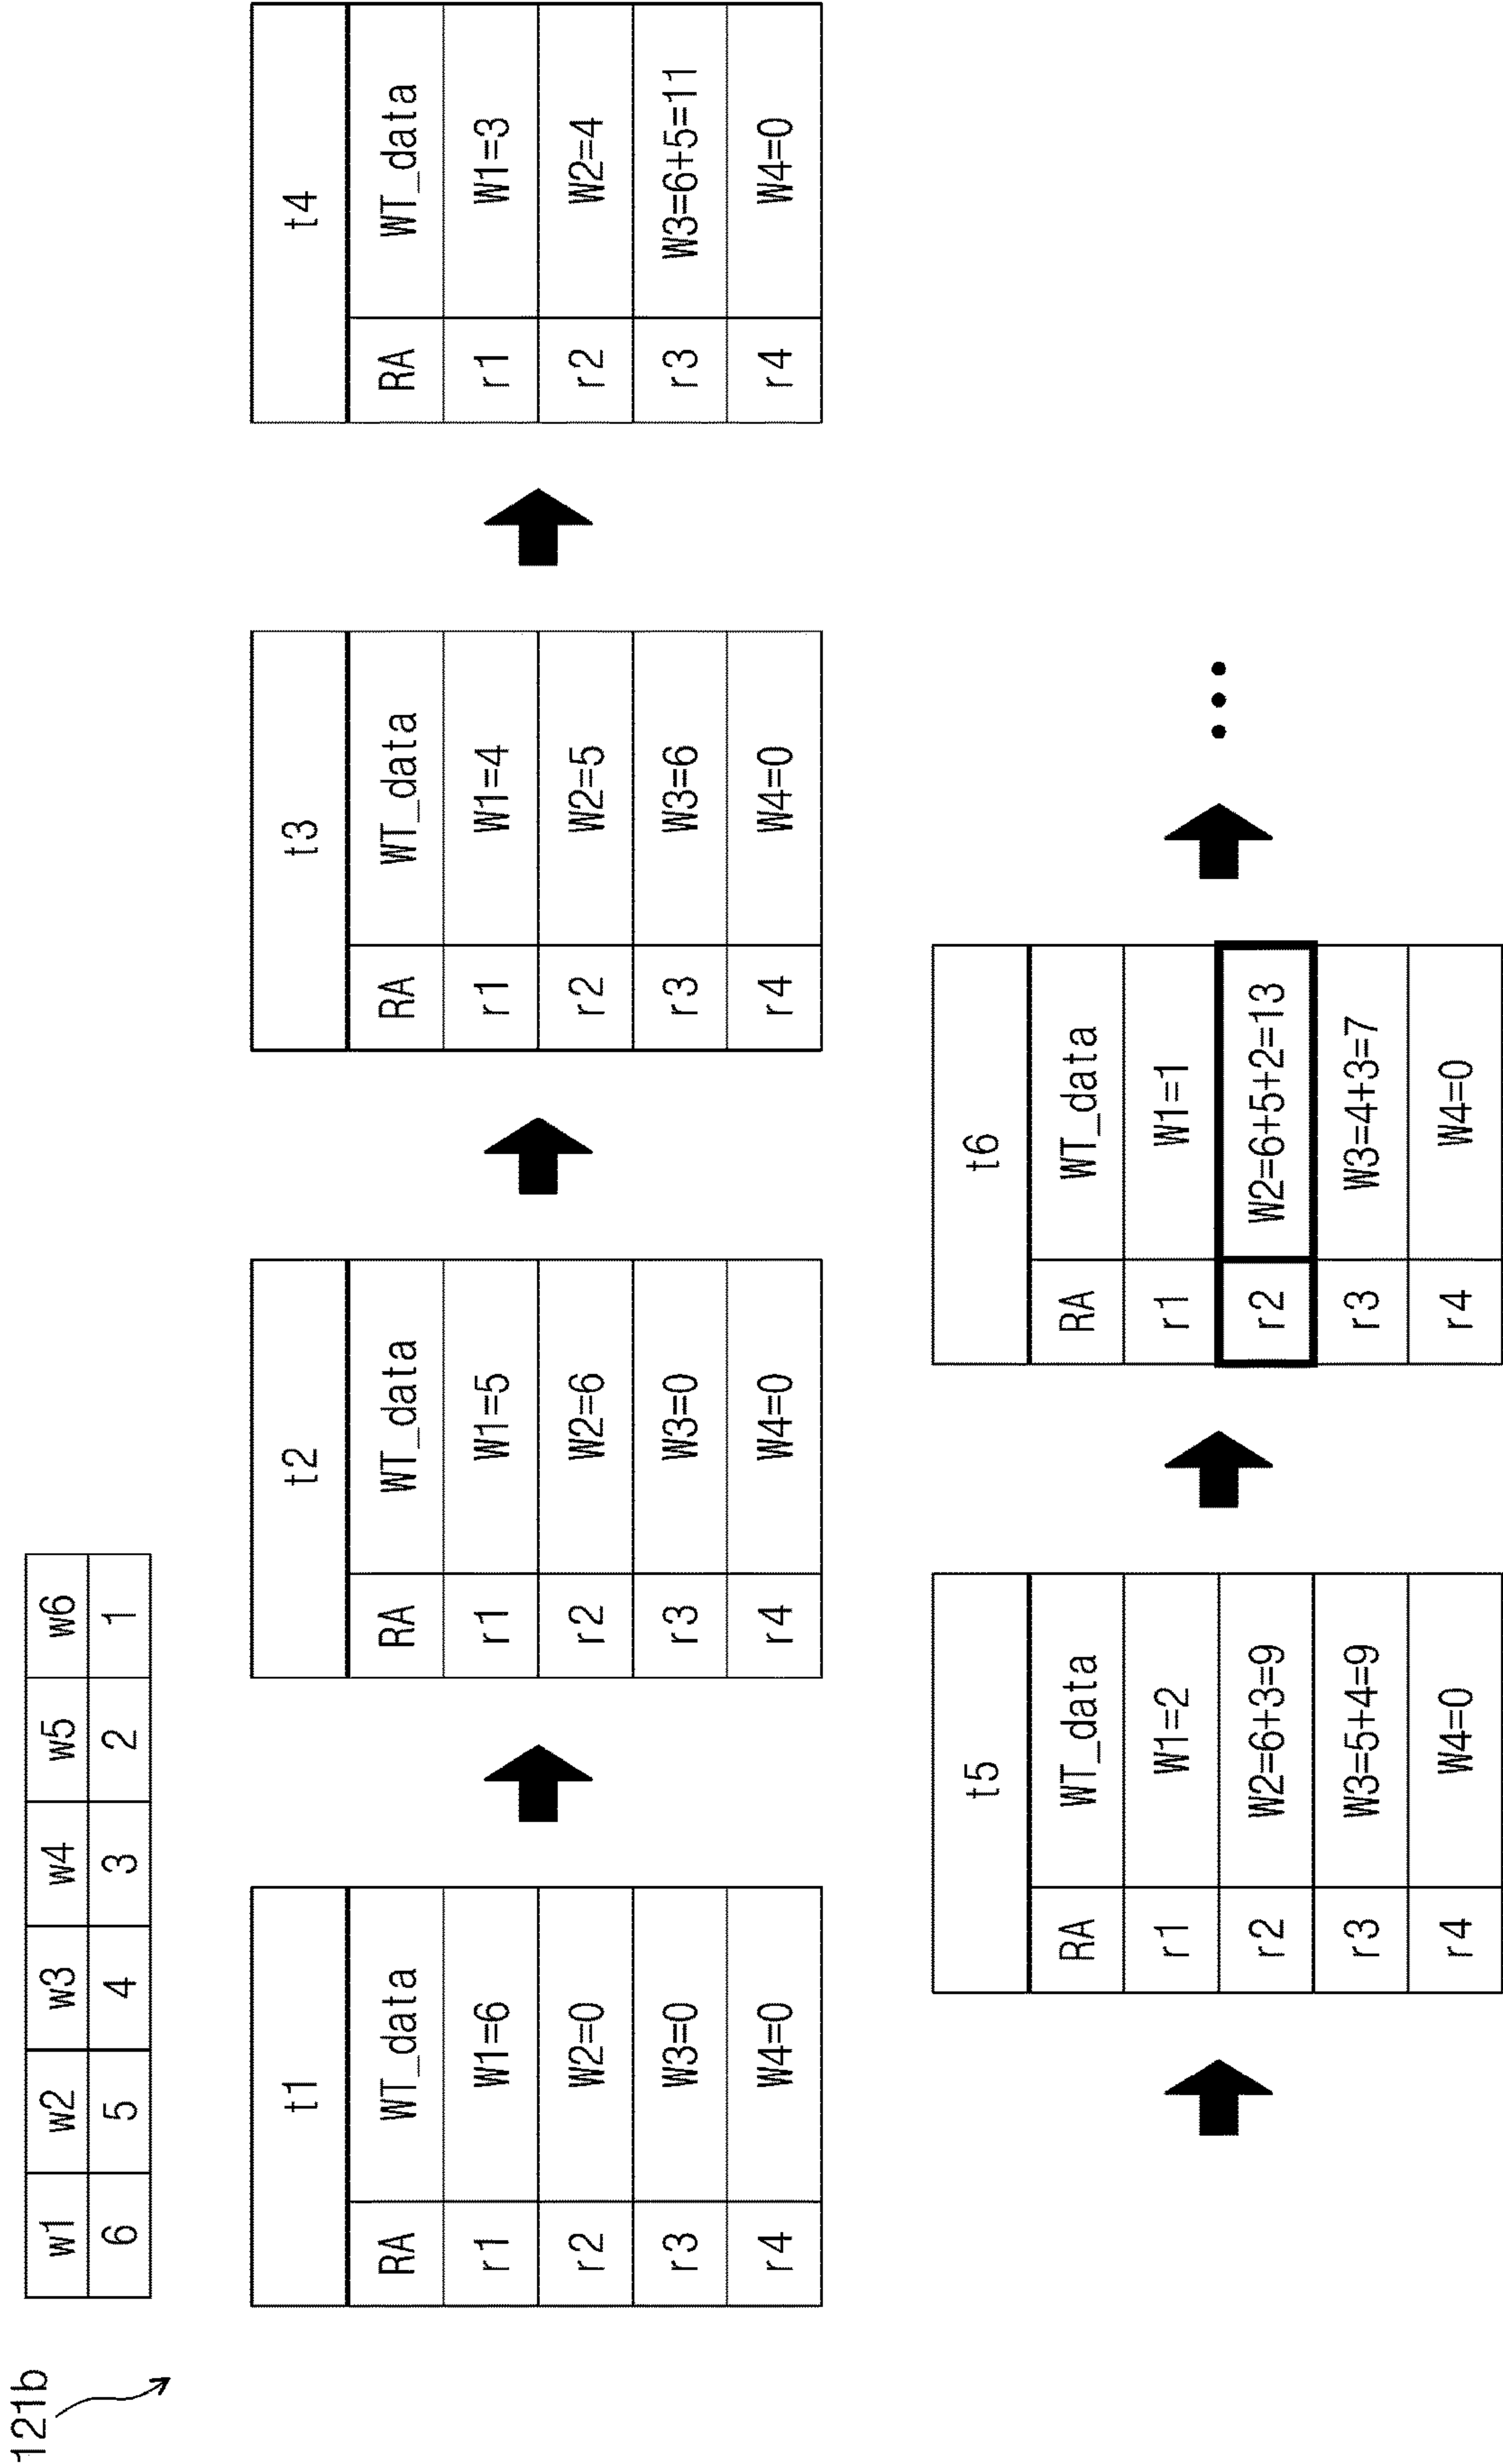 121b
w1 w2 w3 w4 w5 w6
6 5 4 3 2 1
t1
RA WT_data
r1 W1=6
r2 W2=0
r3 W3=0
r4 W4=0
t2
RA WT_data
r1 W1=5
r2 W2=6
r3 W3=0
r4 W4=0
t3
RA WT_data
r1 W1=4
r2 W2=5
r3 W3=6
r4 W4=0
t4
RA WT_data
r1 W1=3
r2 W2=4
r3 W3=6+5=11
r4 W4=0
t5
RA WT_data
r1 W1=2
r2 W2=6+3=9
r3 W3=5+4=9
r4 W4=0
t6
RA WT_data
r1 W1=1
r2 W2=6+5+2=13
r3 W3=4+3=7
r4 W4=0